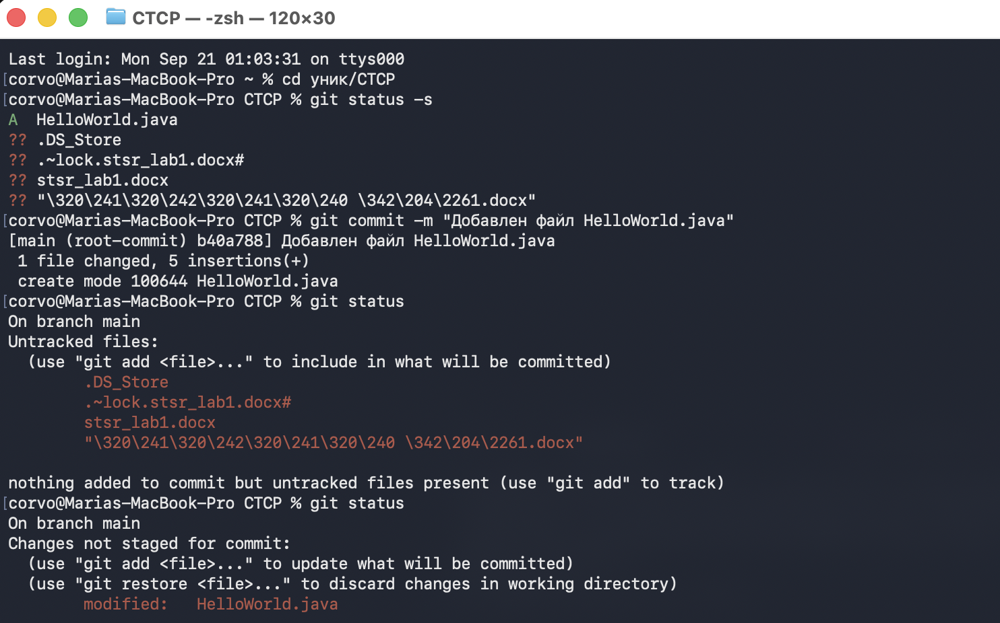 CTCP — -zsh — 120×30
Last login: Mon Sep 21 01:03:31 on ttys000
[corvo@Marias-MacBook-Pro ~ % cd уник/СТСР
[corvo@Marias-MacBook-Pro СТСР % git status -s
A  HelloWorld.java
?? .DS_Store
?? .~lock.stsr_lab1.docx#
?? stsr_lab1.docx
?? "\320\241\320\242\320\241\320\240 \342\204\2261.docx"
[corvo@Marias-MacBook-Pro СТСР % git commit -m "Добавлен файл HelloWorld.java"
[main (root-commit) b40a788] Добавлен файл HelloWorld.java
 1 file changed, 5 insertions(+)
 create mode 100644 HelloWorld.java
[corvo@Marias-MacBook-Pro СТСР % git status
On branch main
Untracked files:
  (use "git add <file>..." to include in what will be committed)
        .DS_Store
        .~lock.stsr_lab1.docx#
        stsr_lab1.docx
        "\320\241\320\242\320\241\320\240 \342\204\2261.docx"
nothing added to commit but untracked files present (use "git add" to track)
[corvo@Marias-MacBook-Pro СТСР % git status
On branch main
Changes not staged for commit:
  (use "git add <file>..." to update what will be committed)
  (use "git restore <file>..." to discard changes in working directory)
        modified:   HelloWorld.java